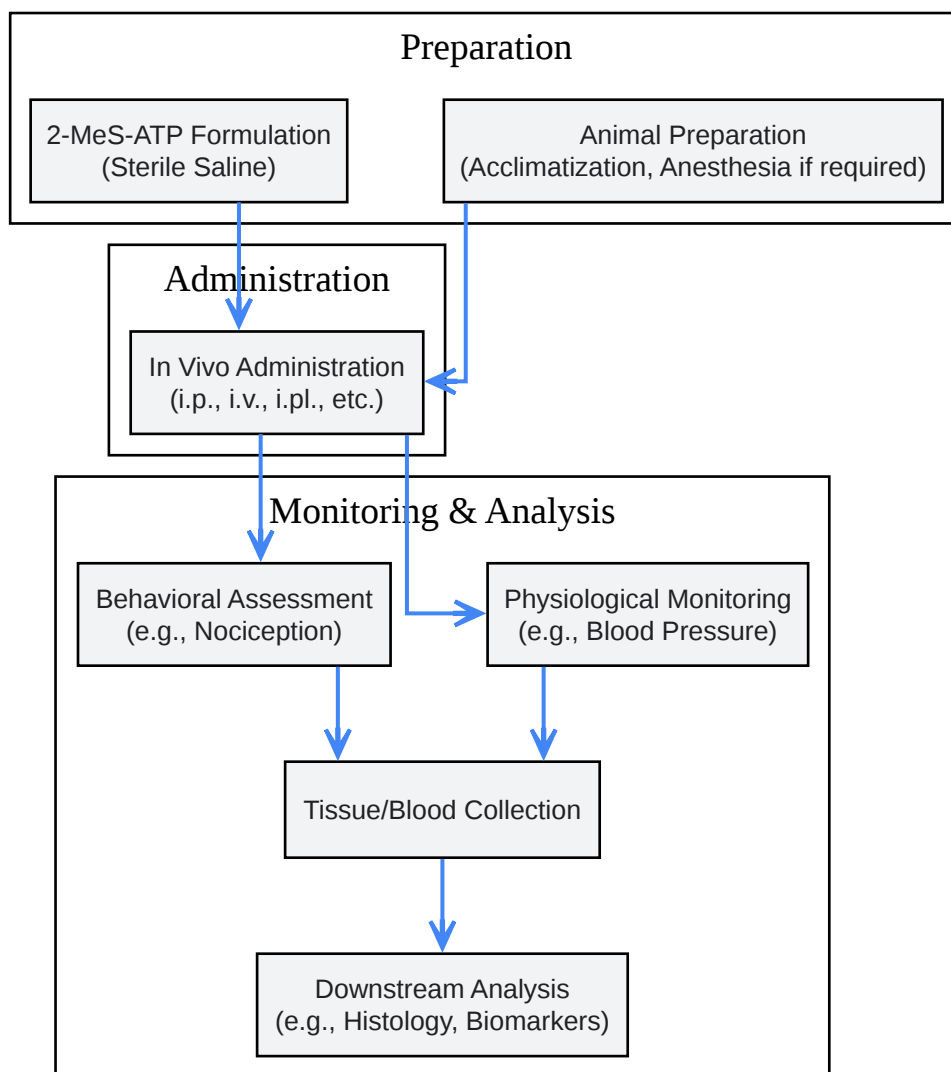 Preparation
2-MeS-ATP Formulation
(Sterile Saline)
Animal Preparation
(Acclimatization, Anesthesia if required)
Administration
In Vivo Administration
(i.p., i.v., i.pl., etc.)
Monitoring & Analysis
Behavioral Assessment
(e.g., Nociception)
Physiological Monitoring
(e.g., Blood Pressure)
Tissue/Blood Collection
Downstream Analysis
(e.g., Histology, Biomarkers)